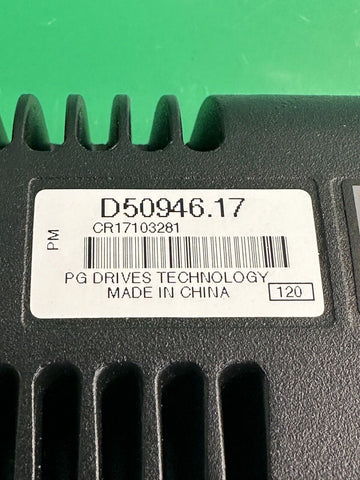 D50946.17
CR17103281
PM
PG DRIVES TECHNOLOGY
MADE IN CHINA
120